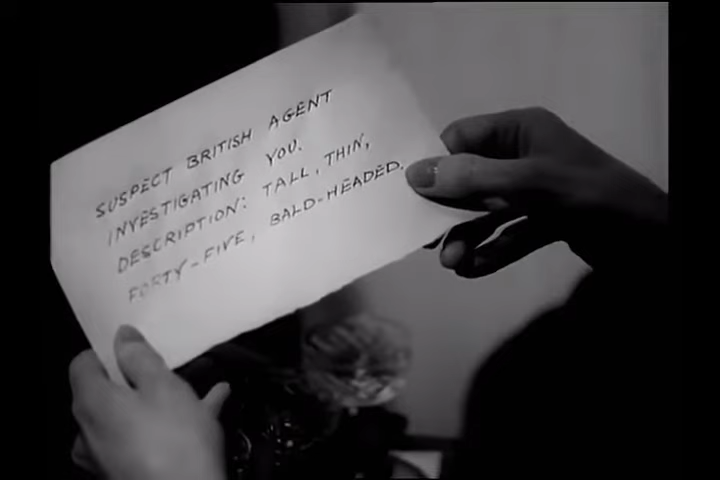 SUSPECT BRITISH AGENT
INVESTIGATING YOU.
DESCRIPTION: TALL, THIN,
FORTY-FIVE, BALD-HEADED.